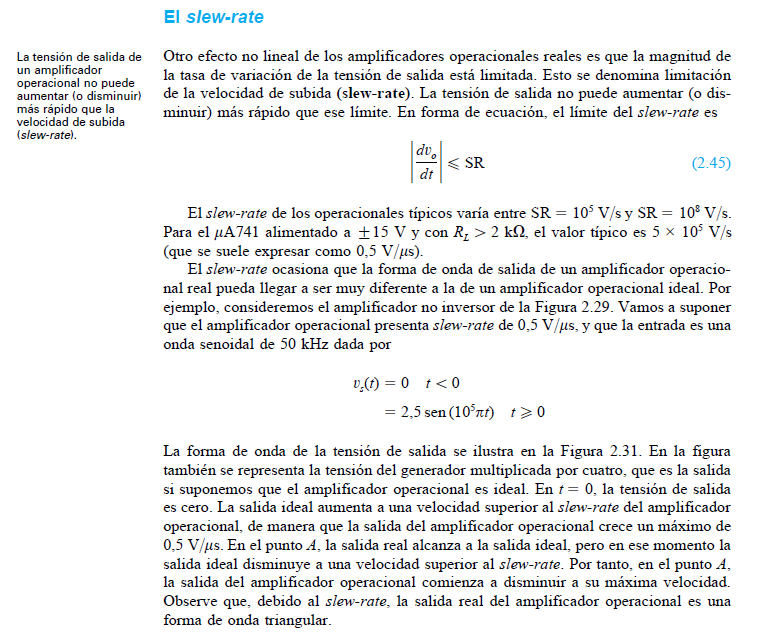 El slew-rate
La tensión de salida de
un amplificador
operacional no puede
aumentar (o disminuir)
más rápido que la
velocidad de subida
(slew-rate).
Otro efecto no lineal de los amplificadores operacionales reales es que la magnitud de
la tasa de variación de la tensión de salida está limitada. Esto se denomina limitación
de la velocidad de subida (slew-rate). La tensión de salida no puede aumentar (o dis-
minuir) más rápido que ese límite. En forma de ecuación, el límite del slew-rate es
|dv₀/dt| ⩽ SR (2.45)
El slew-rate de los operacionales típicos varía entre SR = 10⁵ V/s y SR = 10⁸ V/s.
Para el μA741 alimentado a ±15 V y con R_L > 2 kΩ, el valor típico es 5 × 10⁵ V/s
(que se suele expresar como 0,5 V/μs).
El slew-rate ocasiona que la forma de onda de salida de un amplificador operacio-
nal real pueda llegar a ser muy diferente a la de un amplificador operacional ideal. Por
ejemplo, consideremos el amplificador no inversor de la Figura 2.29. Vamos a suponer
que el amplificador operacional presenta slew-rate de 0,5 V/μs, y que la entrada es una
onda senoidal de 50 kHz dada por
v_s(t) = 0 t < 0
= 2,5 sen (10⁵πt) t ⩾ 0
La forma de onda de la tensión de salida se ilustra en la Figura 2.31. En la figura
también se representa la tensión del generador multiplicada por cuatro, que es la salida
si suponemos que el amplificador operacional es ideal. En t = 0, la tensión de salida
es cero. La salida ideal aumenta a una velocidad superior al slew-rate del amplificador
operacional, de manera que la salida del amplificador operacional crece un máximo de
0,5 V/μs. En el punto A, la salida real alcanza a la salida ideal, pero en ese momento la
salida ideal disminuye a una velocidad superior al slew-rate. Por tanto, en el punto A,
la salida del amplificador operacional comienza a disminuir a su máxima velocidad.
Observe que, debido al slew-rate, la salida real del amplificador operacional es una
forma de onda triangular.